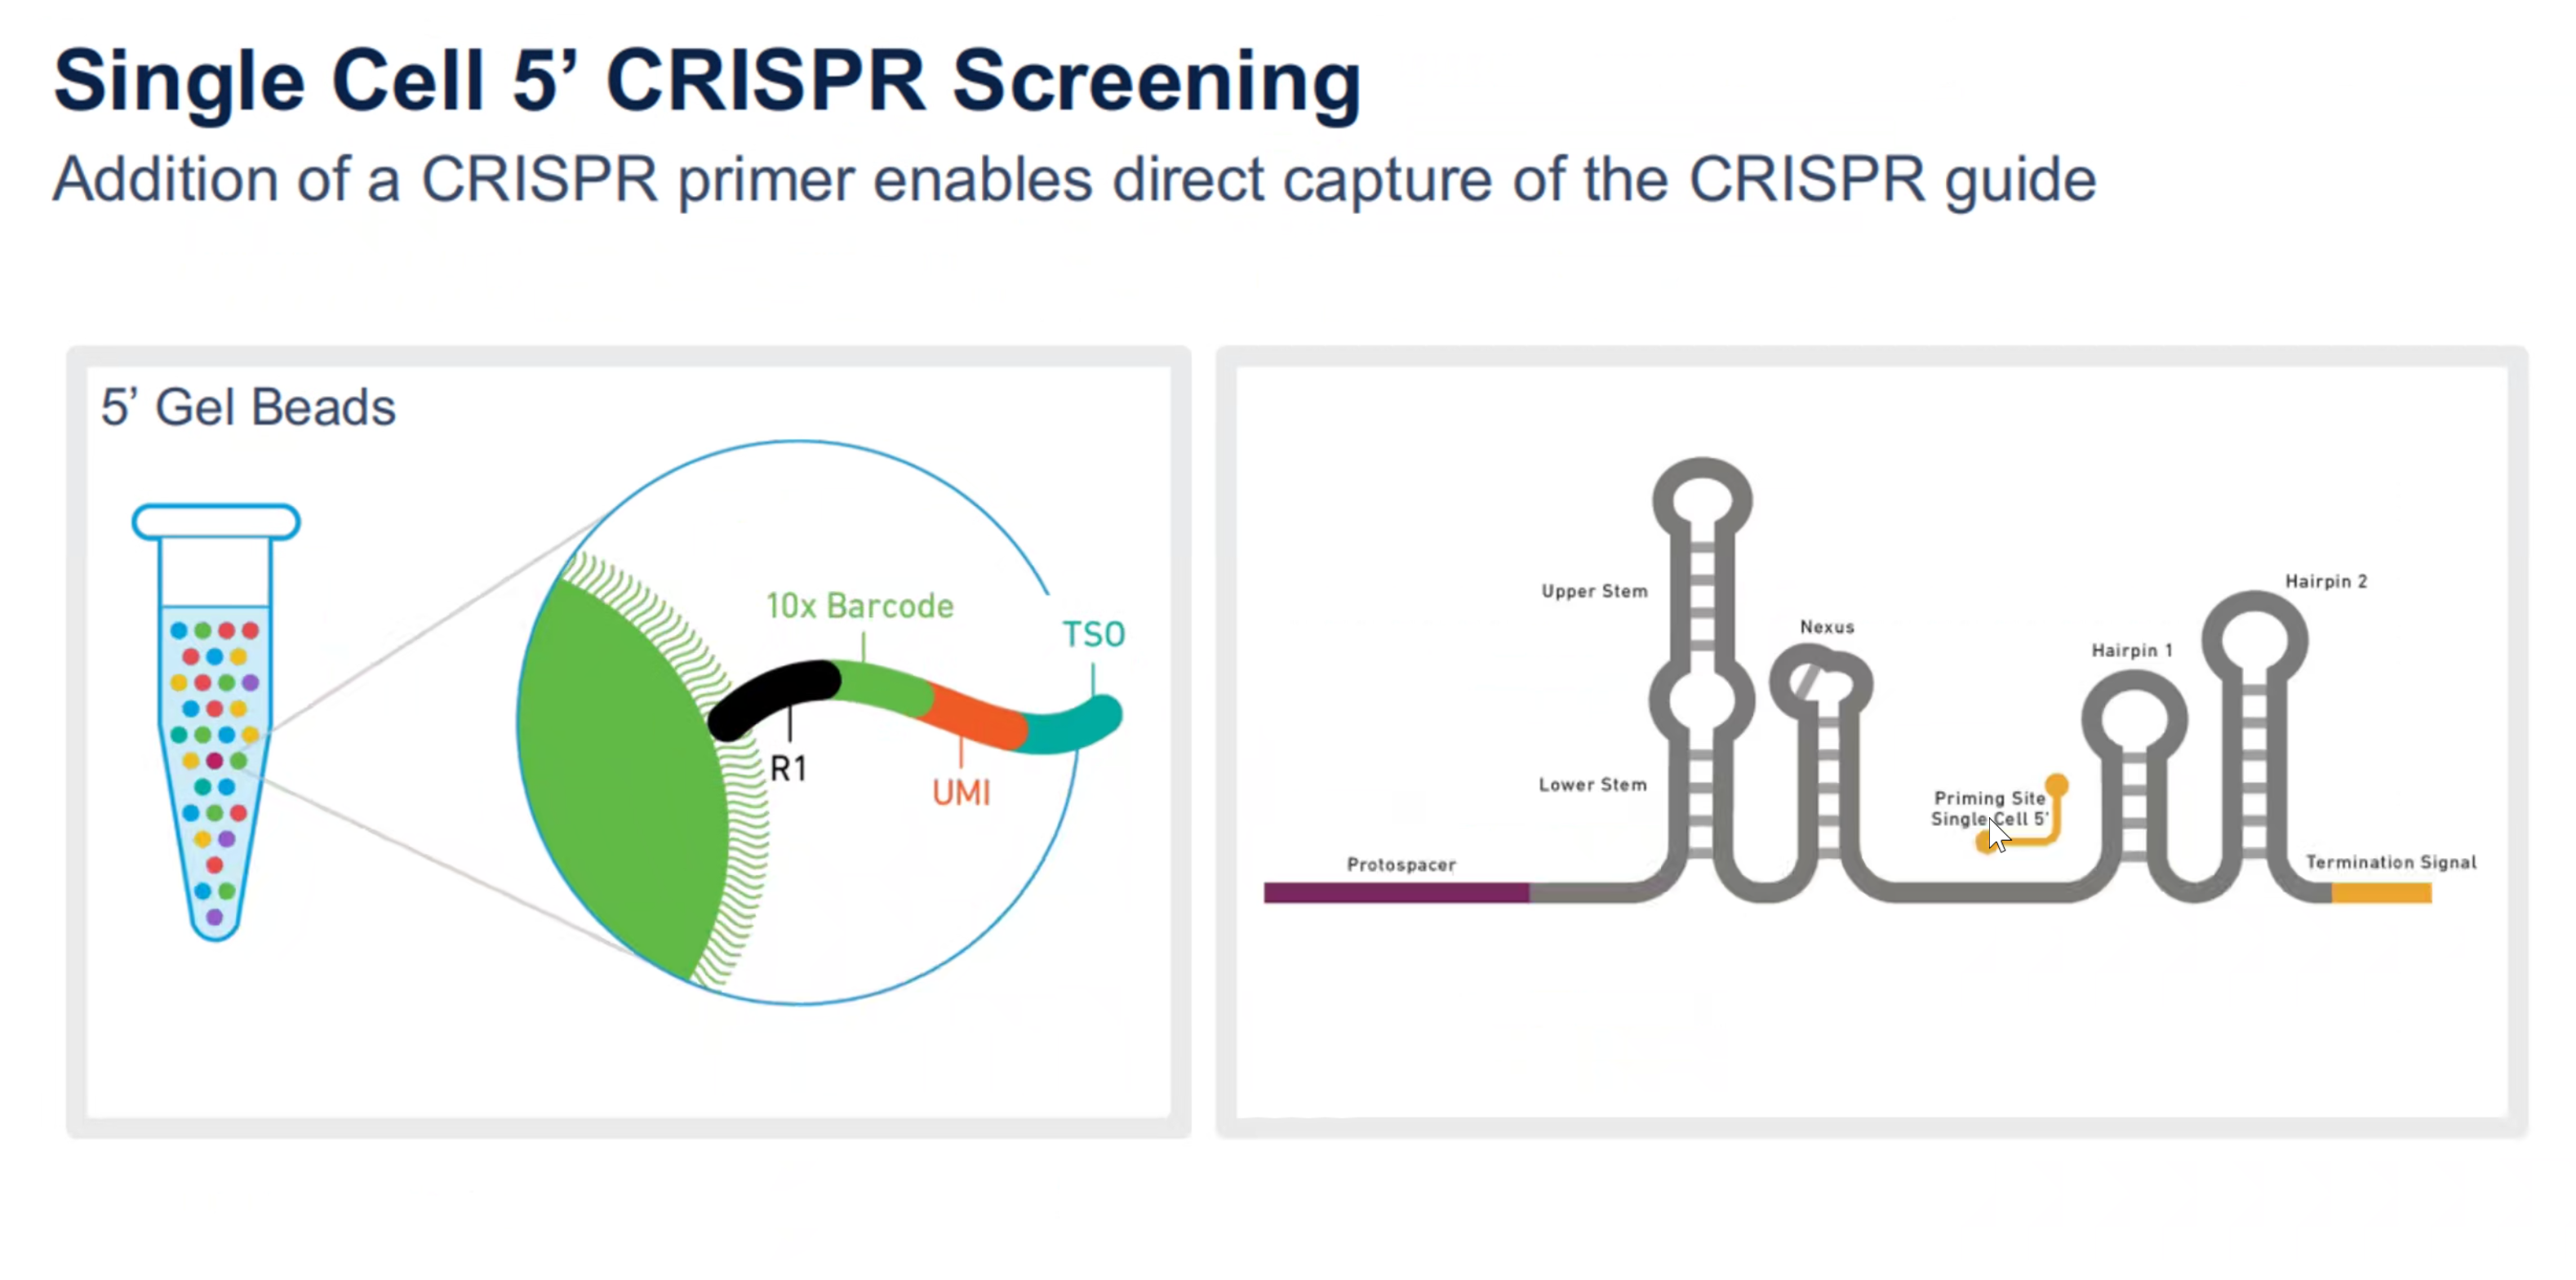 Single Cell 5’ CRISPR Screening
Addition of a CRISPR primer enables direct capture of the CRISPR guide
5’ Gel Beads
10x Barcode
TSO
R1
UMI
Upper Stem
Nexus
Hairpin 1
Hairpin 2
Lower Stem
Priming Site
Single Cell 5'
Protospacer
Termination Signal